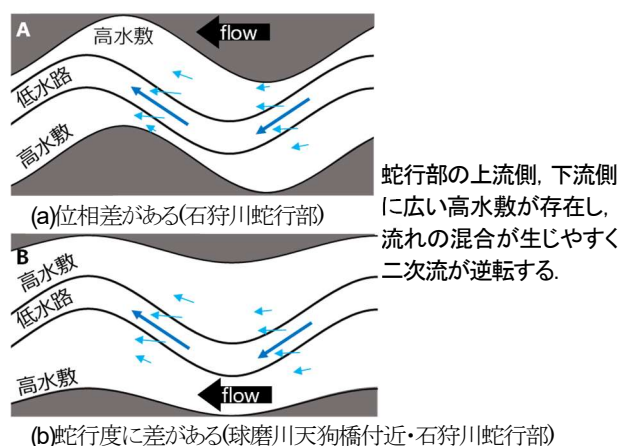 A
高水敷
flow
低水路
高水敷
(a)位相差がある(石狩川蛇行部)
蛇行部の上流側, 下流側
に広い高水敷が存在し,
流れの混合が生じやすく
二次流が逆転する.
B
高水敷
低水路
高水敷
flow
(b)蛇行度に差がある(球磨川天狗橋付近・石狩川蛇行部)